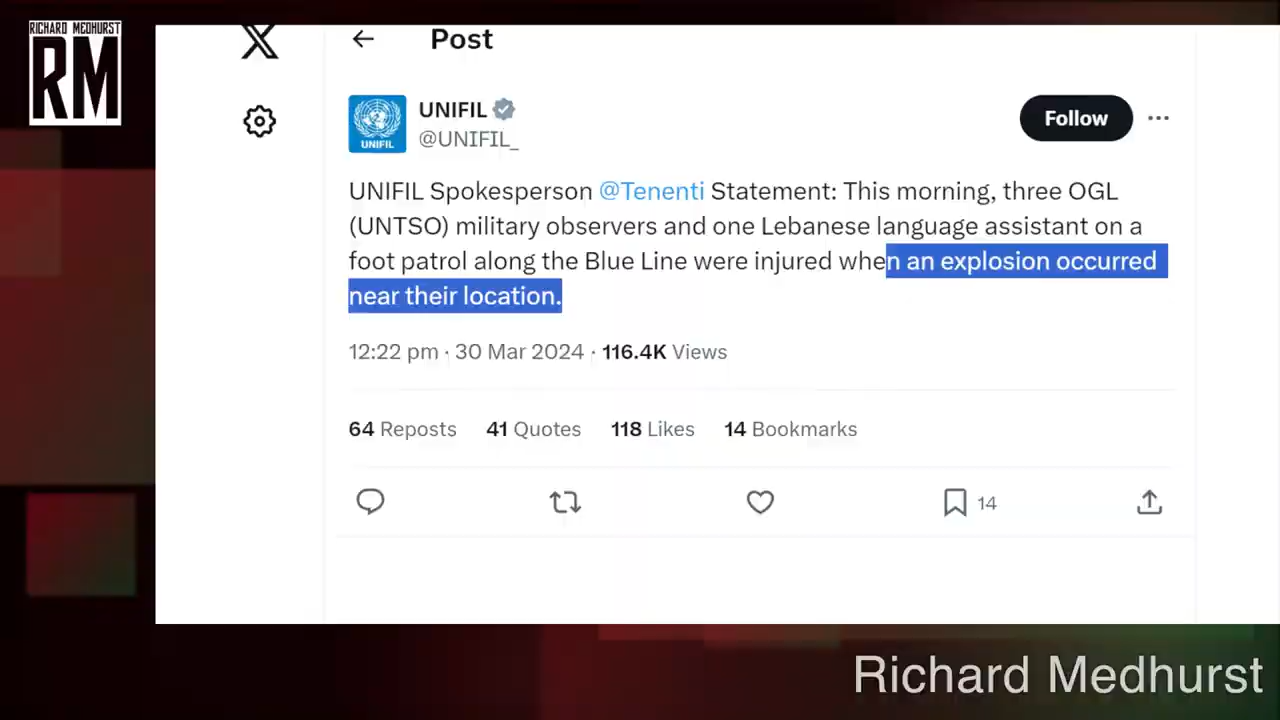 RICHARD MEDHURST
RM
Post
UNIFIL
@UNIFIL_
UNIFIL
Follow
UNIFIL Spokesperson @Tenenti Statement: This morning, three OGL
(UNTSO) military observers and one Lebanese language assistant on a
foot patrol along the Blue Line were injured when an explosion occurred
near their location.
12:22 pm · 30 Mar 2024 · 116.4K Views
64 Reposts 41 Quotes 118 Likes 14 Bookmarks
14
Richard Medhurst